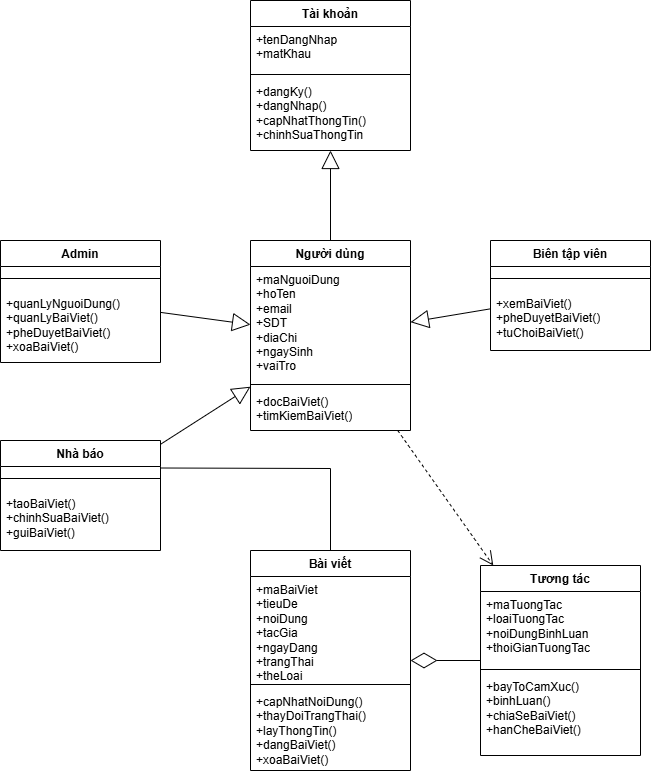 Tài khoản
+tenDangNhap
+matKhau
+dangKy()
+dangNhap()
+capNhatThongTin()
+chinhSuaThongTin
Admin
+quanLyNguoiDung()
+quanLyBaiViet()
+pheDuyetBaiViet()
+xoaBaiViet()
Người dùng
+maNguoiDung
+hoTen
+email
+SDT
+diaChi
+ngaySinh
+vaiTro
+docBaiViet()
+timKiemBaiViet()
Biên tập viên
+xemBaiViet()
+pheDuyetBaiViet()
+tuChoiBaiViet()
Nhà báo
+taoBaiViet()
+chinhSuaBaiViet()
+guiBaiViet()
Bài viết
+maBaiViet
+tieuDe
+noiDung
+tacGia
+ngayDang
+trangThai
+theLoai
+capNhatNoiDung()
+thayDoiTrangThai()
+layThongTin()
+dangBaiViet()
+xoaBaiViet()
Tương tác
+maTuongTac
+loaiTuongTac
+noiDungBinhLuan
+thoiGianTuongTac
+bayToCamXuc()
+binhLuan()
+chiaSeBaiViet()
+hanCheBaiViet()